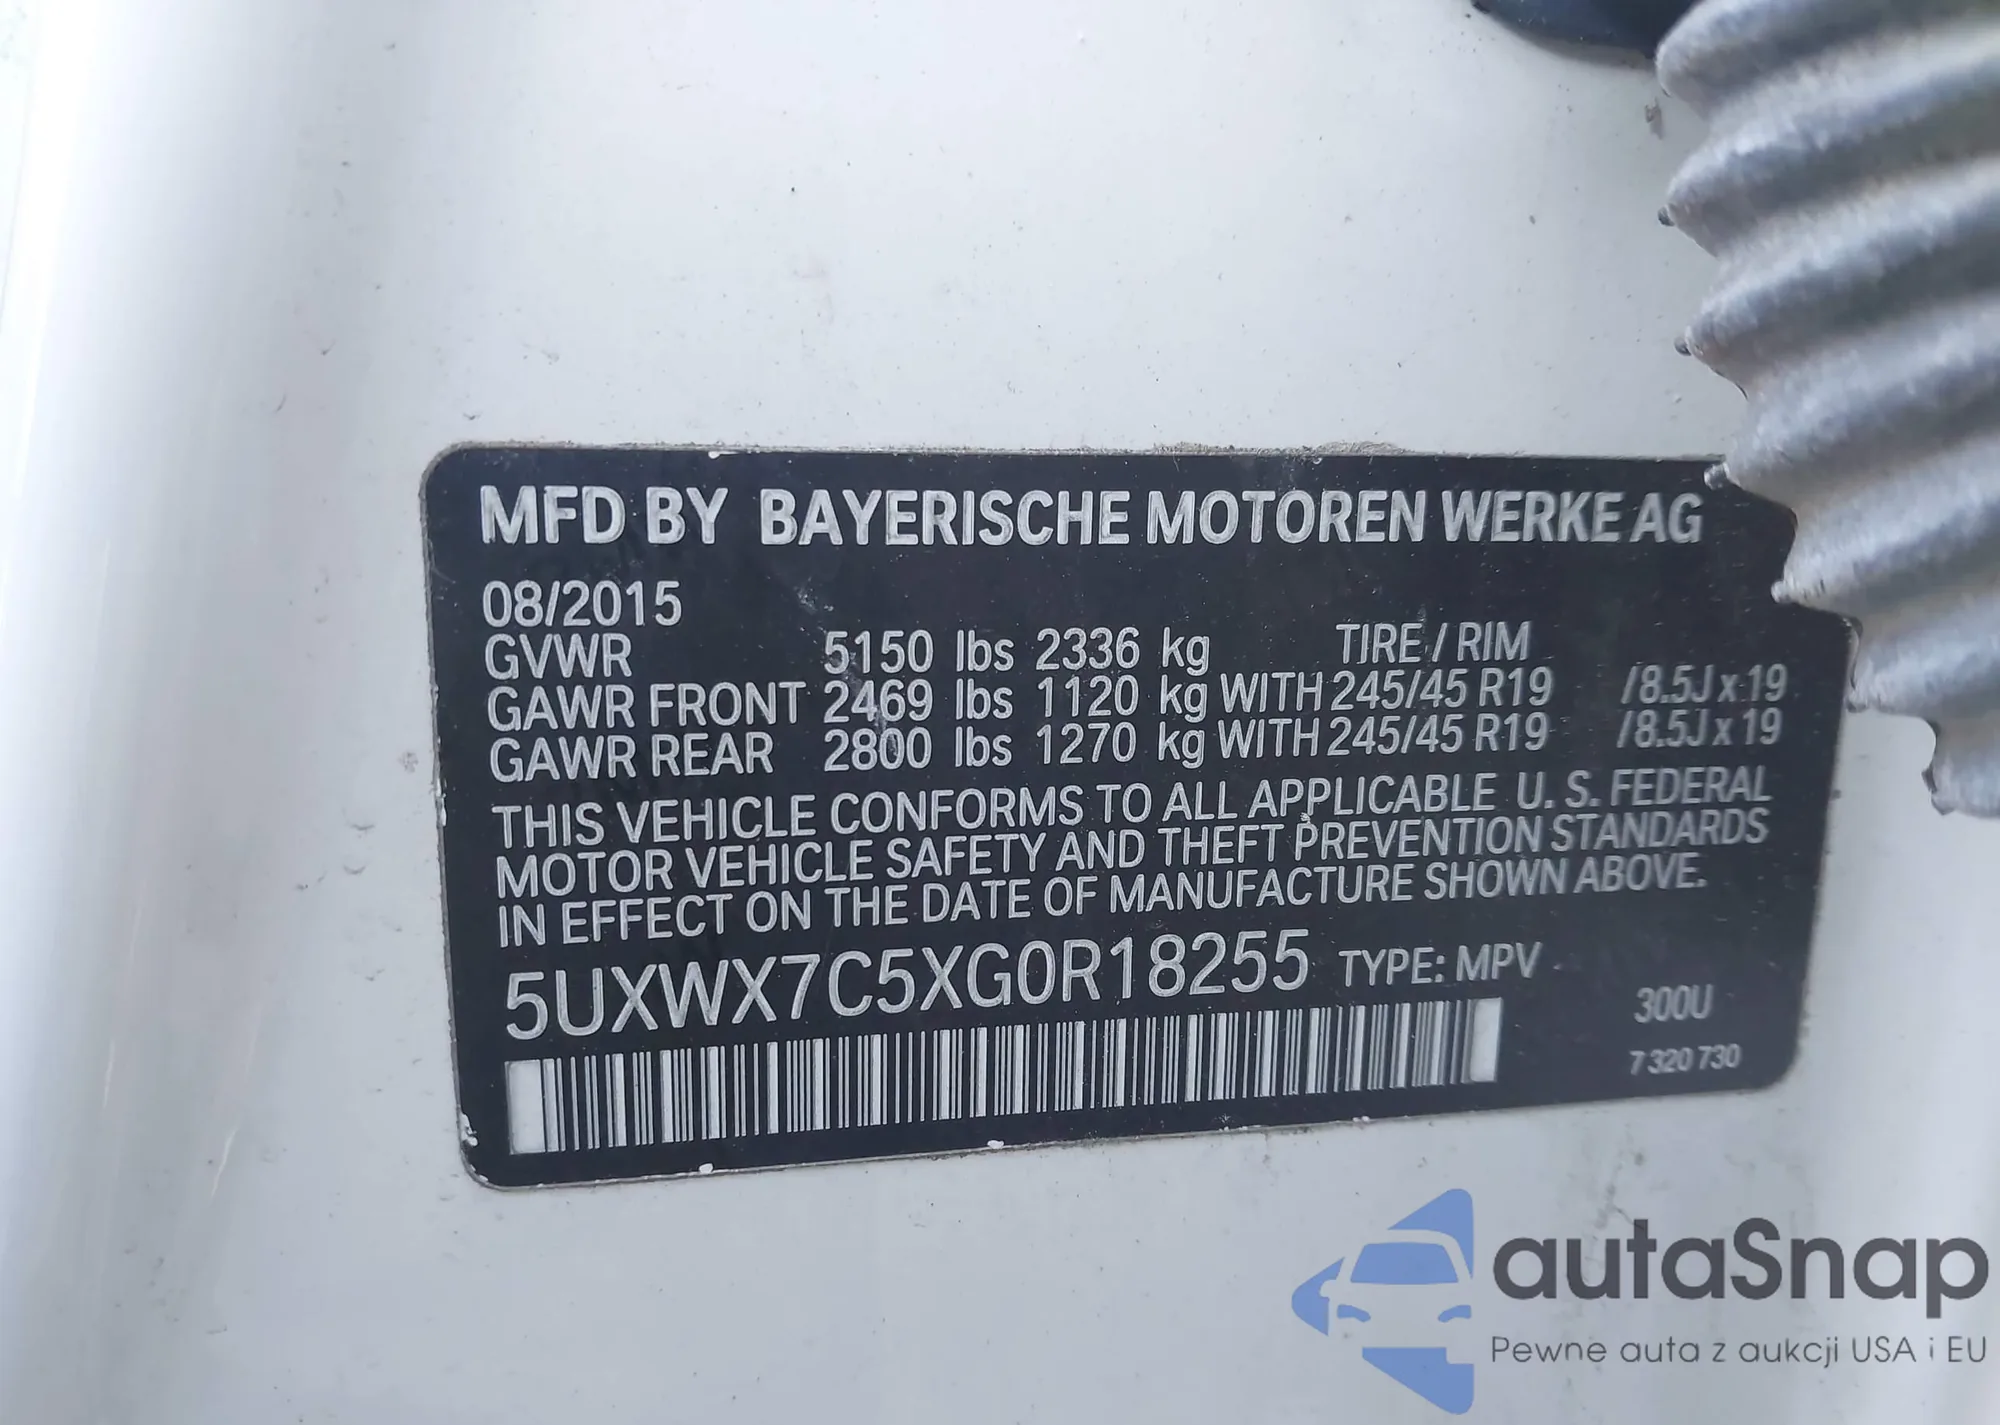 MFD BY BAYERISCHE MOTOREN WERKE AG
08/2015
GVWR 5150 lbs 2336 kg TIRE / RIM
GAWR FRONT 2469 lbs 1120 kg WITH 245/45 R19 /8.5J x 19
GAWR REAR 2800 lbs 1270 kg WITH 245/45 R19 /8.5J x 19
THIS VEHICLE CONFORMS TO ALL APPLICABLE U. S. FEDERAL
MOTOR VEHICLE SAFETY AND THEFT PREVENTION STANDARDS
IN EFFECT ON THE DATE OF MANUFACTURE SHOWN ABOVE.
5UXWX7C5XG0R18255 TYPE: MPV
300U
7 320 730
autaSnap
Pewne auta z aukcji USA i EU